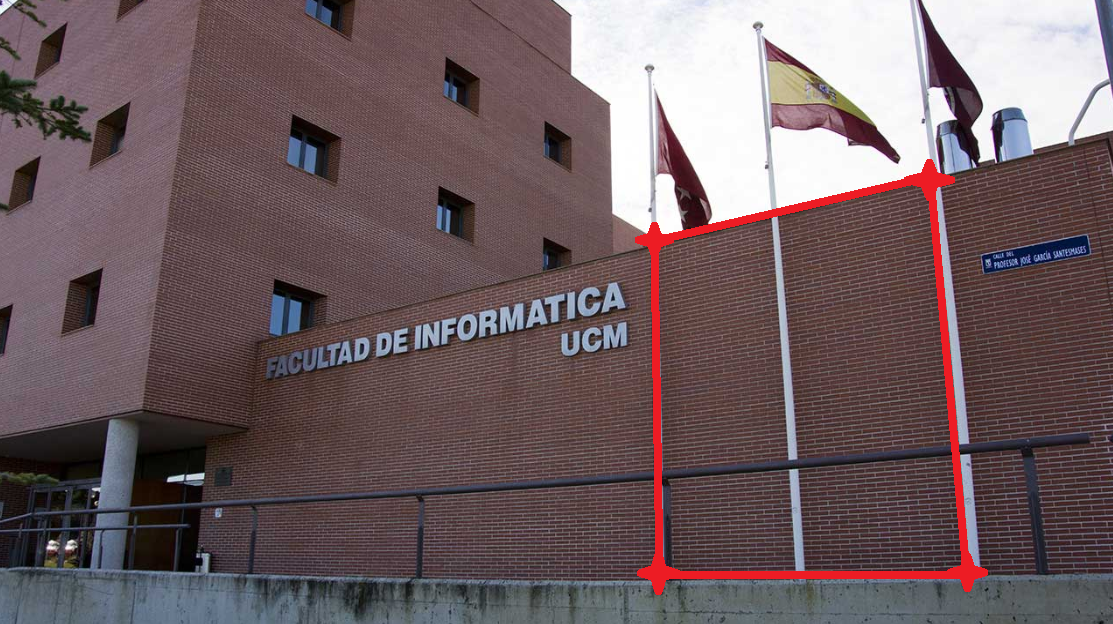 FACULTAD DE INFORMATICA
UCM
CALLE DEL
PROFESOR JOSÉ GARCÍA SANTESMASES